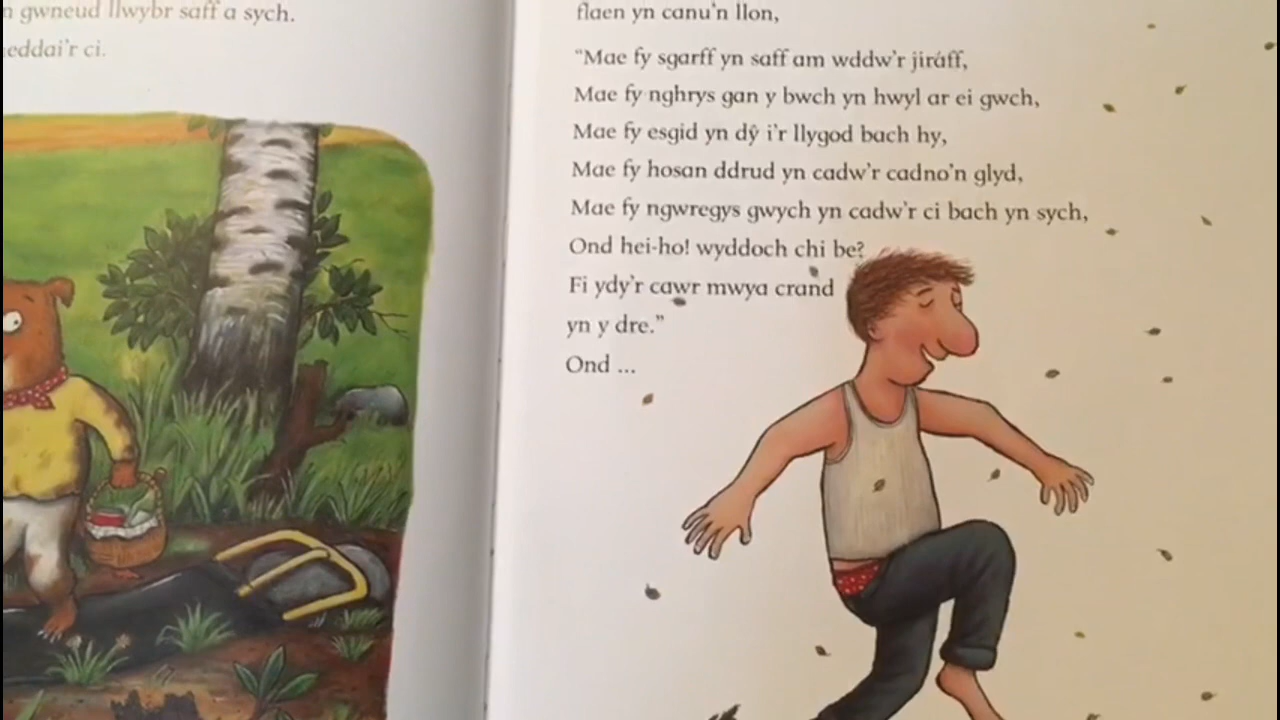 n gwneud llwybr saff a sych.
eddai'r ci.
flaen yn canu'n llon,
“Mae fy sgarff yn saff am wddw'r jiráff,
Mae fy nghrys gan y bwch yn hwyl ar ei gwch,
Mae fy esgid yn dŷ i'r llygod bach hy,
Mae fy hosan ddrud yn cadw'r cadno'n glyd,
Mae fy ngwregys gwych yn cadw'r ci bach yn sych,
Ond hei-ho! wyddoch chi be?
Fi ydy'r cawr mwya crand
yn y dre.”
Ond ...